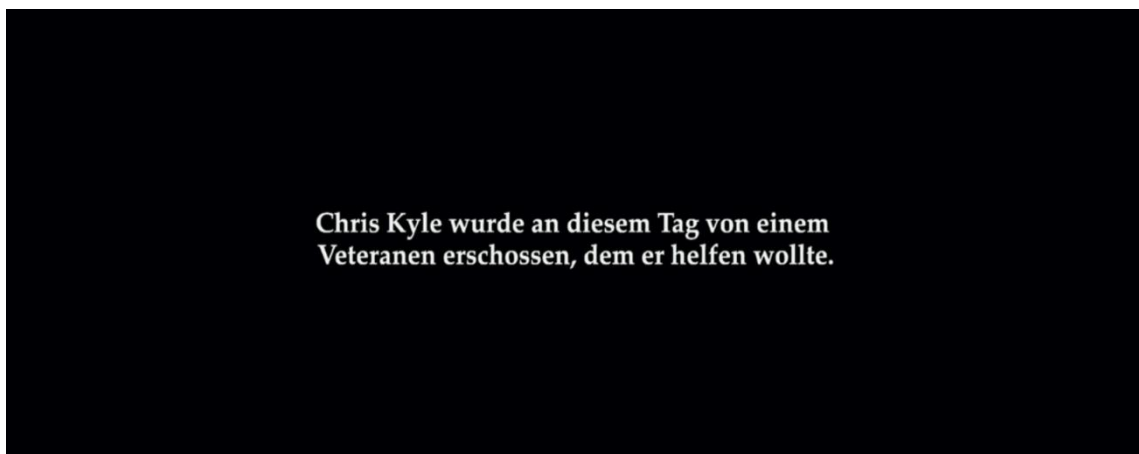 Chris Kyle wurde an diesem Tag von einem
Veteranen erschossen, dem er helfen wollte.